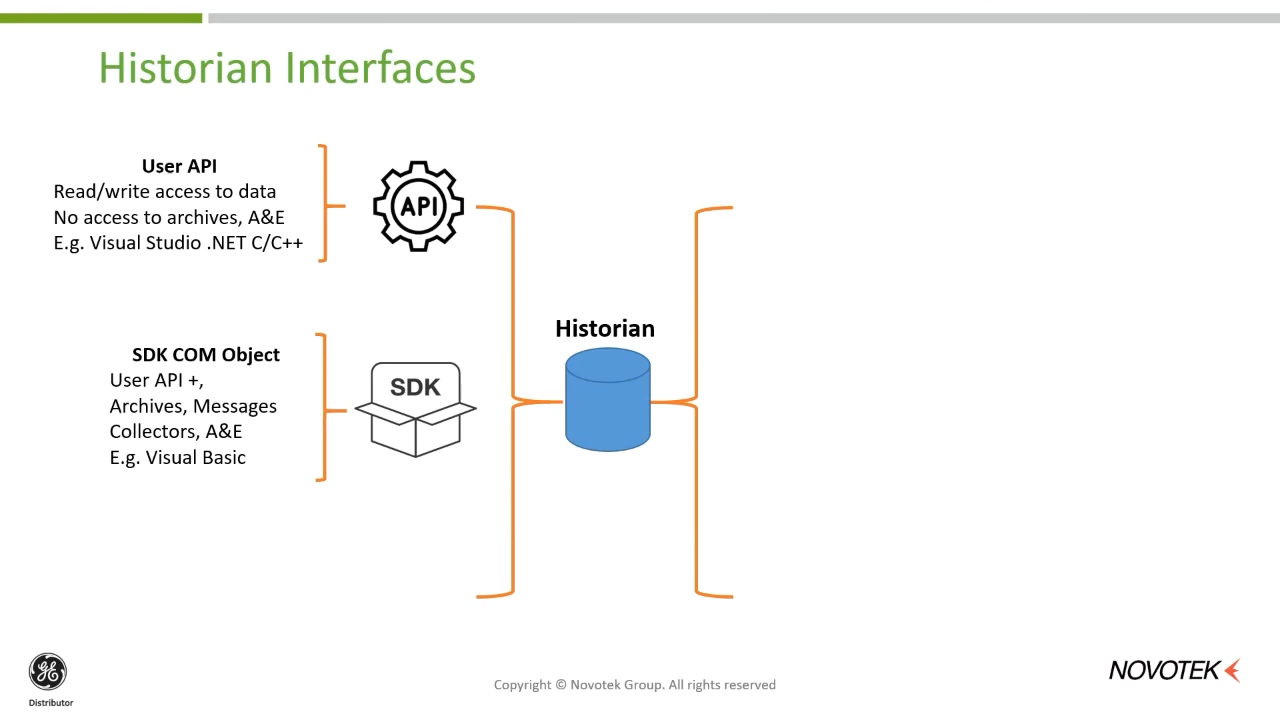 Historian Interfaces
User API
Read/write access to data
No access to archives, A&E
E.g. Visual Studio .NET C/C++
API
SDK COM Object
User API +,
Archives, Messages
Collectors, A&E
E.g. Visual Basic
SDK
Historian
GE
Distributor
Copyright © Novotek Group. All rights reserved
NOVOTEK